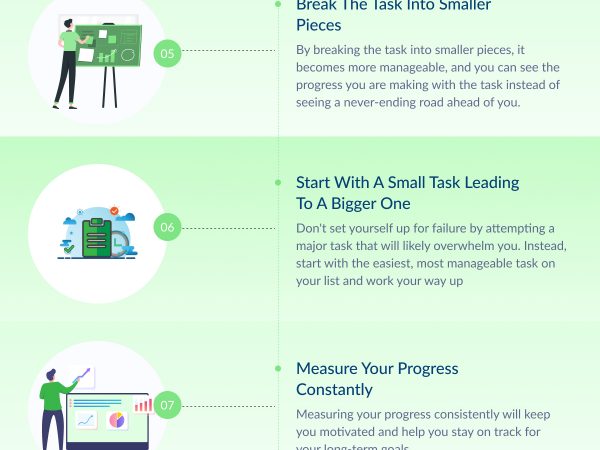 Break The Task Into Smaller
Pieces
05
By breaking the task into smaller pieces, it
becomes more manageable, and you can see the
progress you are making with the task instead of
seeing a never-ending road ahead of you.
Start With A Small Task Leading
To A Bigger One
06
Don't set yourself up for failure by attempting a
major task that will likely overwhelm you. Instead,
start with the easiest, most manageable task on
your list and work your way up
Measure Your Progress
Constantly
07
Measuring your progress consistently will keep
you motivated and help you stay on track for
your long-term goals.